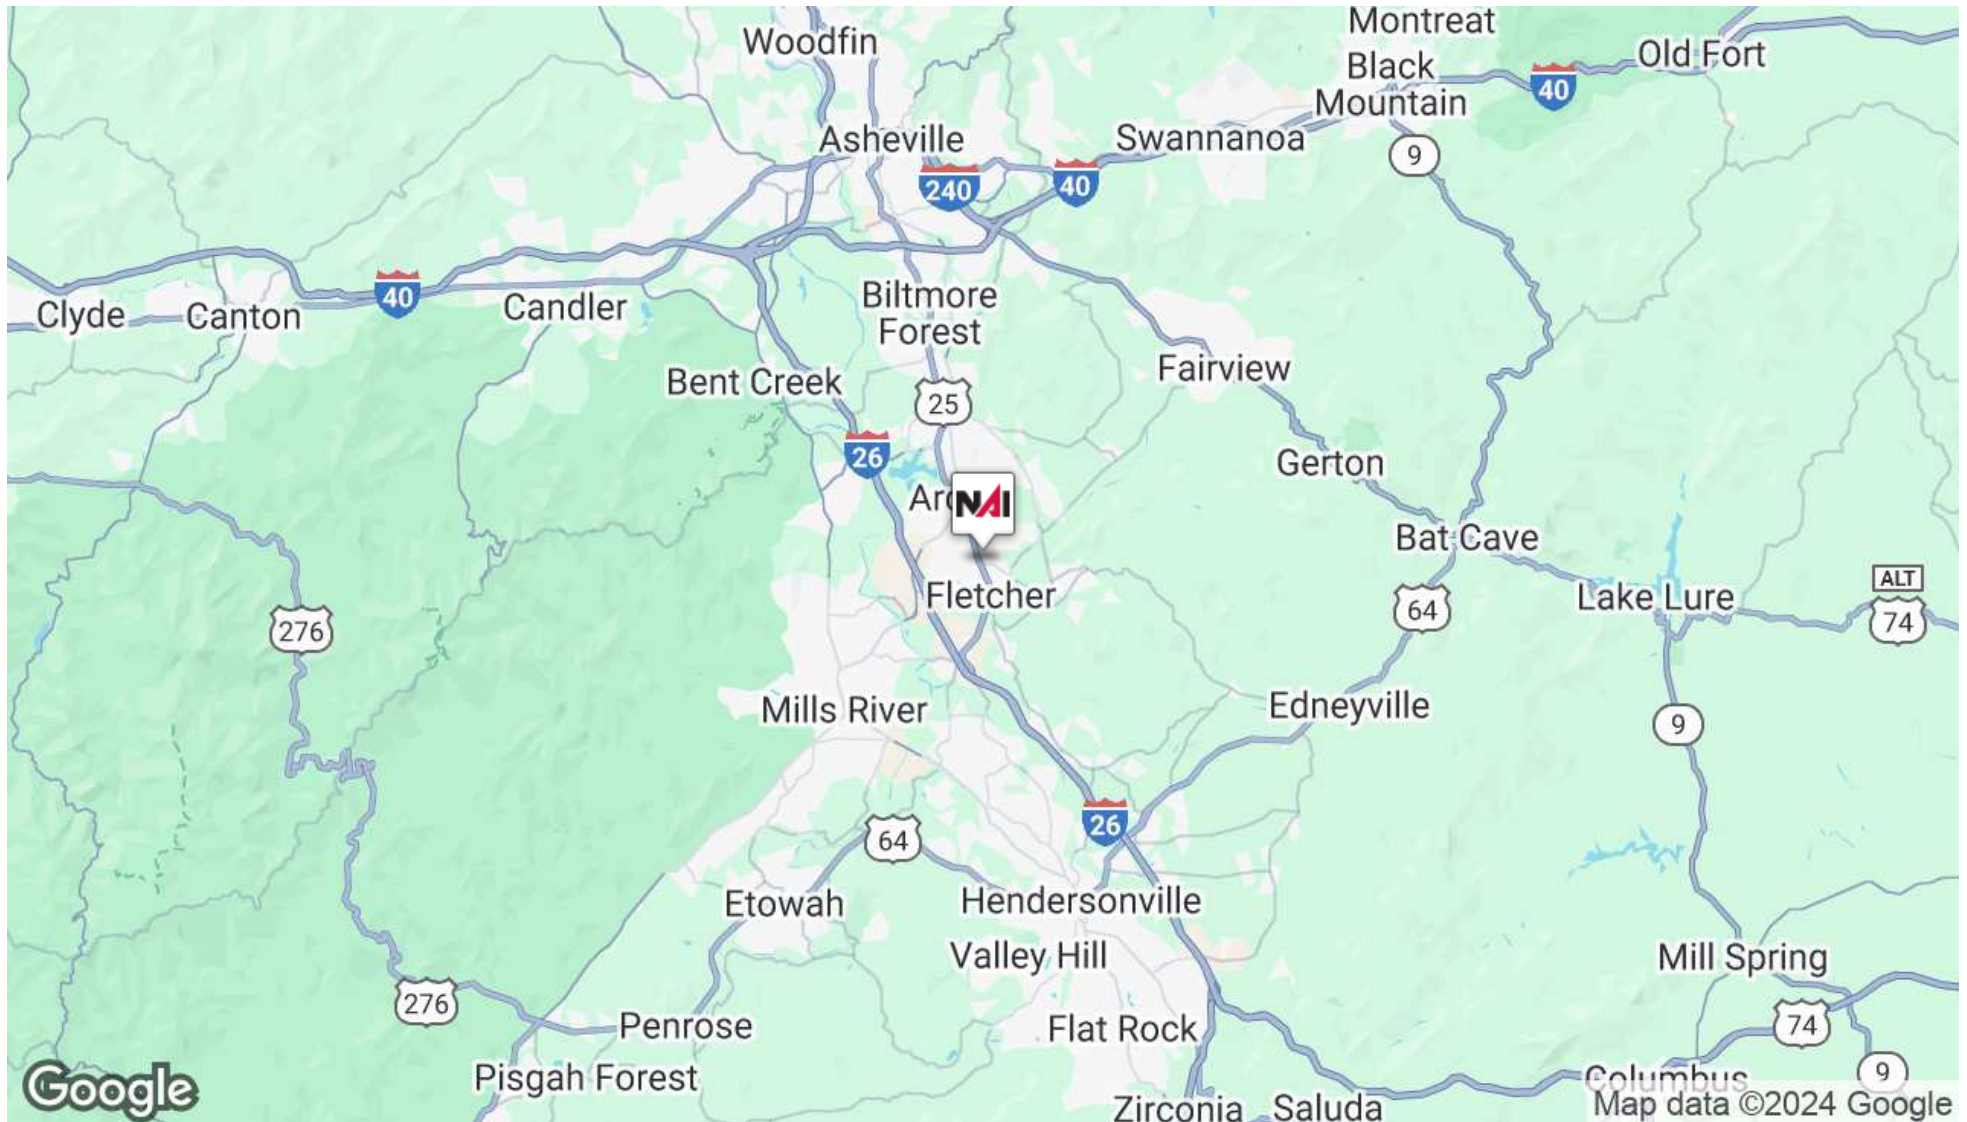 Montreat
Woodfin
Old Fort
Black
Mountain
40
Asheville
Swannanoa
9
240
40
Clyde
Canton
40
Candler
Biltmore
Forest
Fairview
Bent Creek
25
26
Gerton
NAI
Bat Cave
Fletcher
ALT
74
Lake Lure
64
276
Mills River
Edneyville
9
26
64
Etowah
Hendersonville
Valley Hill
Mill Spring
276
Penrose
Flat Rock
74
Pisgah Forest
9
Columbus
Google
Zirconia
Saluda
Map data ©2024 Google